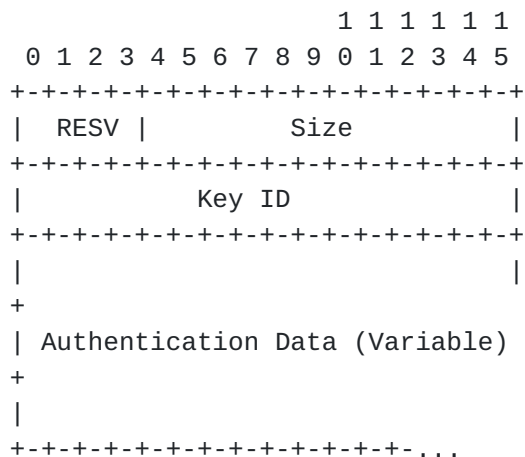 1 1 1 1 1 1
 0 1 2 3 4 5 6 7 8 9 0 1 2 3 4 5
+-+-+-+-+-+-+-+-+-+-+-+-+-+-+-+-+
|  RESV |         Size          |
+-+-+-+-+-+-+-+-+-+-+-+-+-+-+-+-+
|           Key ID              |
+-+-+-+-+-+-+-+-+-+-+-+-+-+-+-+-+
|                               |
+
| Authentication Data (Variable)
+
|
+-+-+-+-+-+-+-+-+-+-+-+-+-...